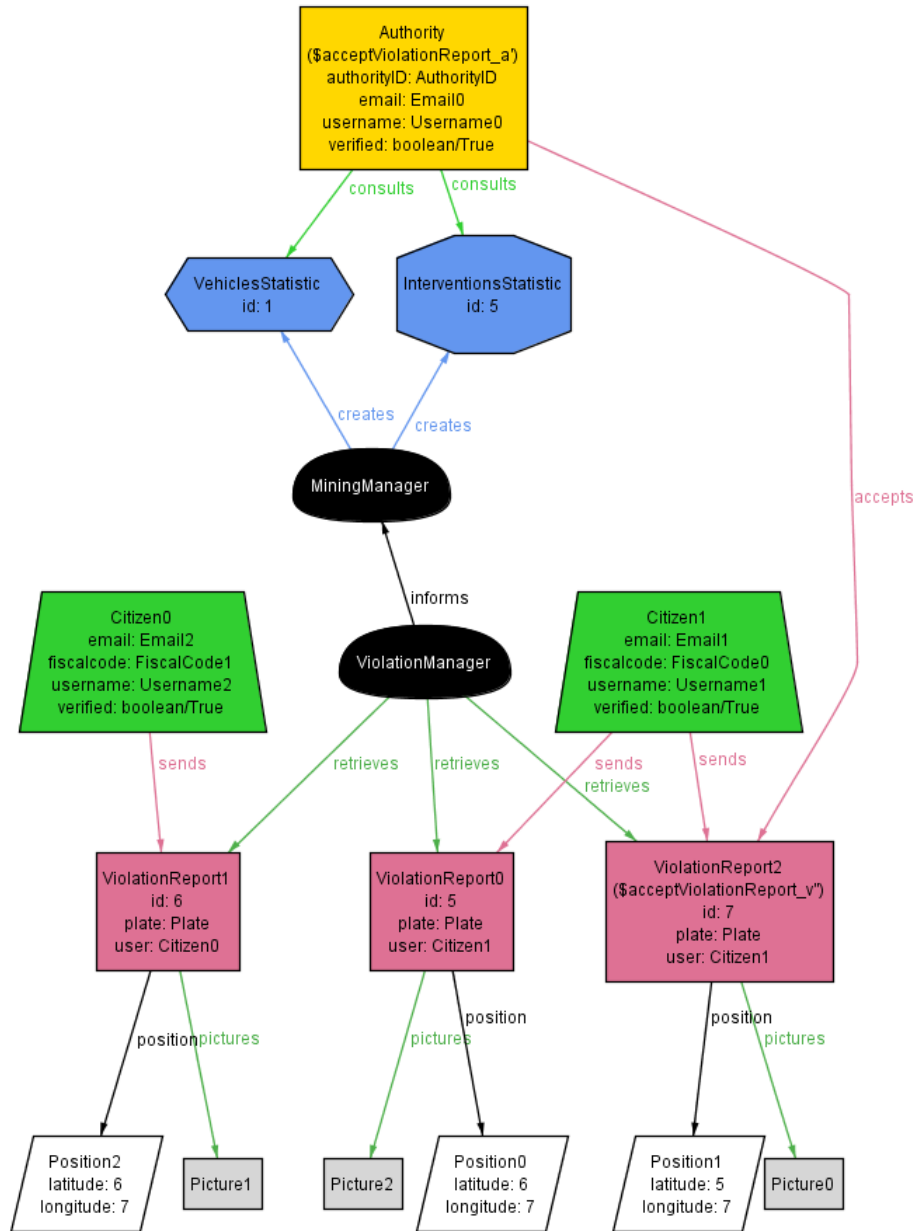 Authority
($acceptViolationReport_a')
authorityID: AuthorityID
email: Email0
username: Username0
verified: boolean/True
consults
consults
VehiclesStatistic
id: 1
InterventionsStatistic
id: 5
creates
creates
MiningManager
accepts
informs
Citizen0
email: Email2
fiscalcode: FiscalCode1
username: Username2
verified: boolean/True
ViolationManager
Citizen1
email: Email1
fiscalcode: FiscalCode0
username: Username1
verified: boolean/True
sends
retrieves
retrieves
sends
sends
retrieves
ViolationReport1
id: 6
plate: Plate
user: Citizen0
ViolationReport0
id: 5
plate: Plate
user: Citizen1
ViolationReport2
($acceptViolationReport_v'')
id: 7
plate: Plate
user: Citizen1
position
pictures
pictures
position
position
pictures
Position2
latitude: 6
longitude: 7
Picture1
Picture2
Position0
latitude: 6
longitude: 7
Position1
latitude: 5
longitude: 7
Picture0